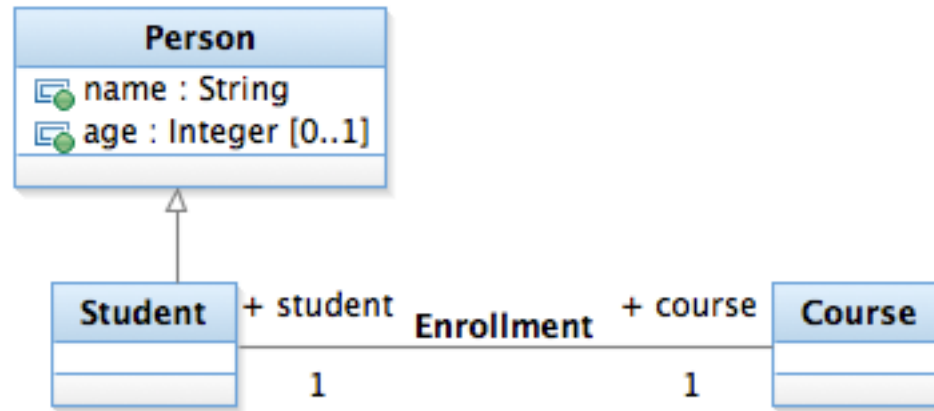 Person
name : String
age : Integer [0..1]
Student
+ student
Enrollment
+ course
Course
1
1